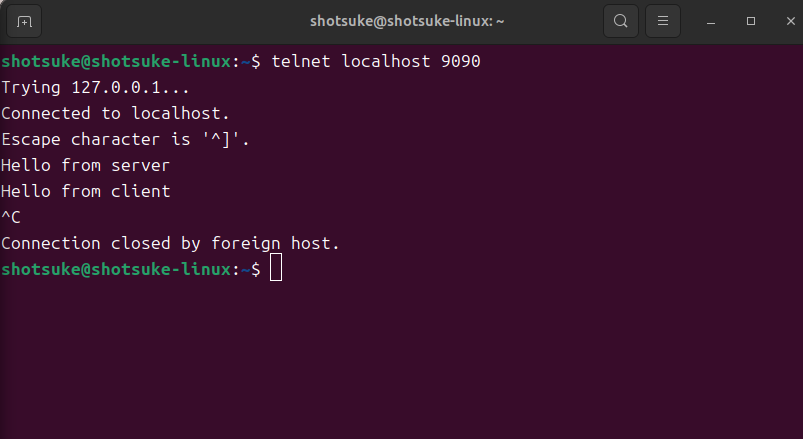 shotsuke@shotsuke-linux: ~
shotsuke@shotsuke-linux:~$ telnet localhost 9090
Trying 127.0.0.1...
Connected to localhost.
Escape character is '^]'.
Hello from server
Hello from client
^C
Connection closed by foreign host.
shotsuke@shotsuke-linux:~$